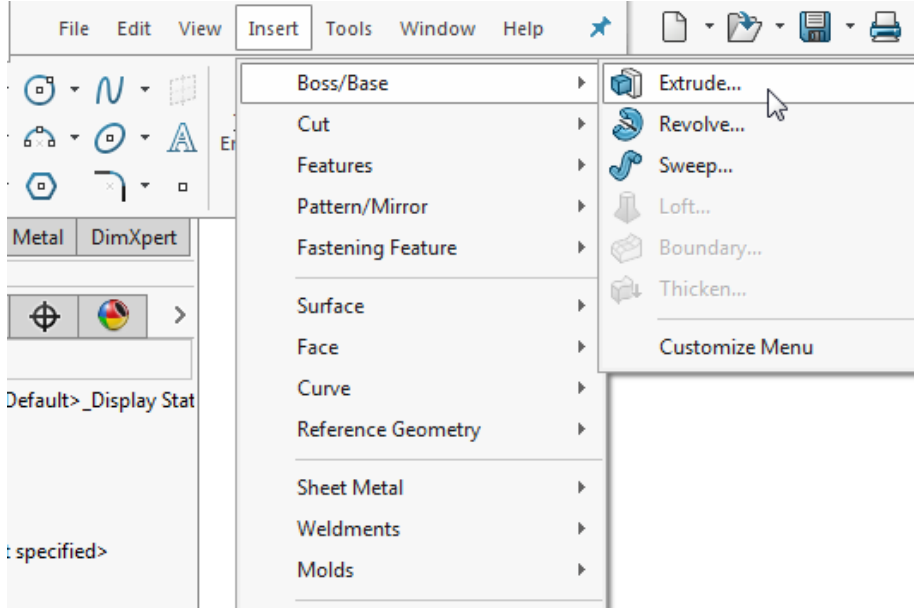 File Edit View Insert Tools Window Help
Boss/Base
Extrude...
Cut
Revolve...
Er
Features
Sweep...
Pattern/Mirror
Loft...
Metal DimXpert
Fastening Feature
Boundary...
Thicken...
Surface
Face
Customize Menu
Default>_Display Stat
Curve
Reference Geometry
Sheet Metal
Weldments
t specified>
Molds